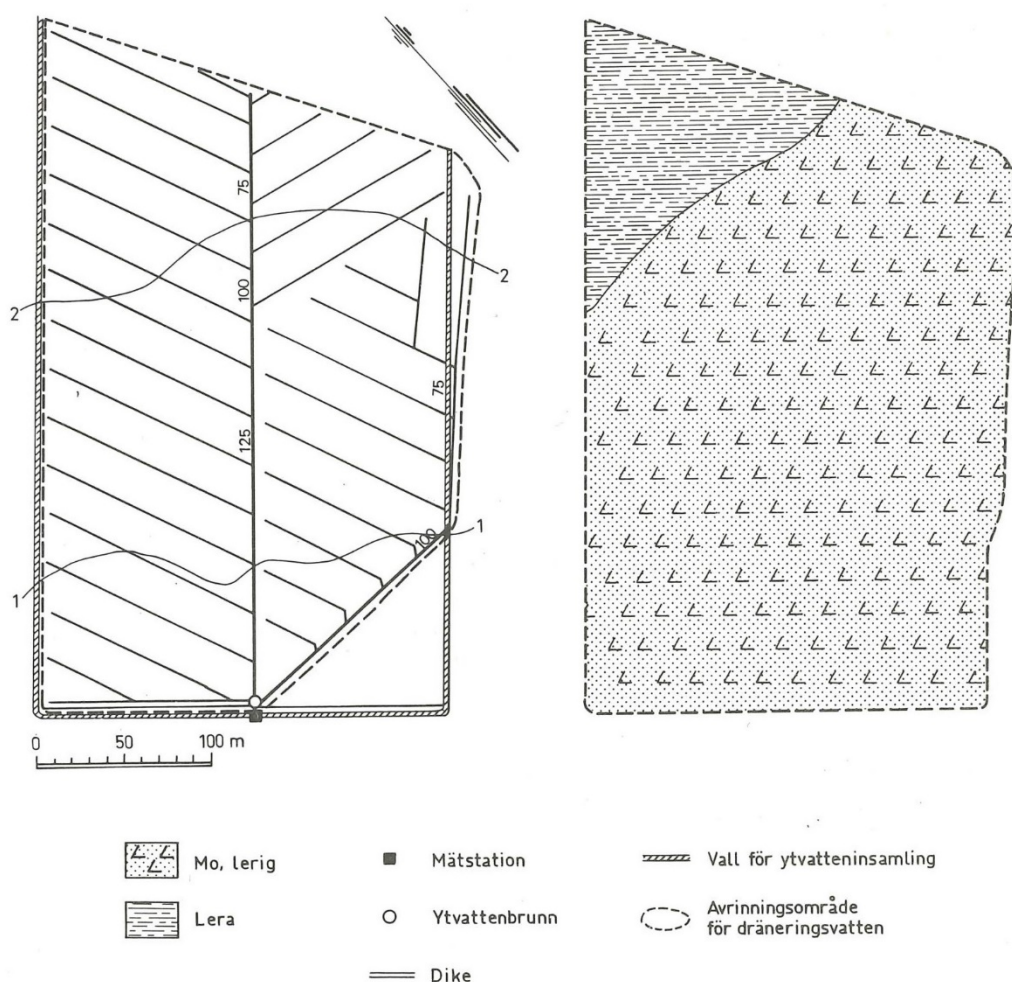 75
2
2
100
75
125
1
100
1
0 50 100 m
Mo, lerig
Mätstation
Vall för ytvatteninsamling
Lera
Ytvattenbrunn
Avrinningsområde
för dräneringsvatten
Dike